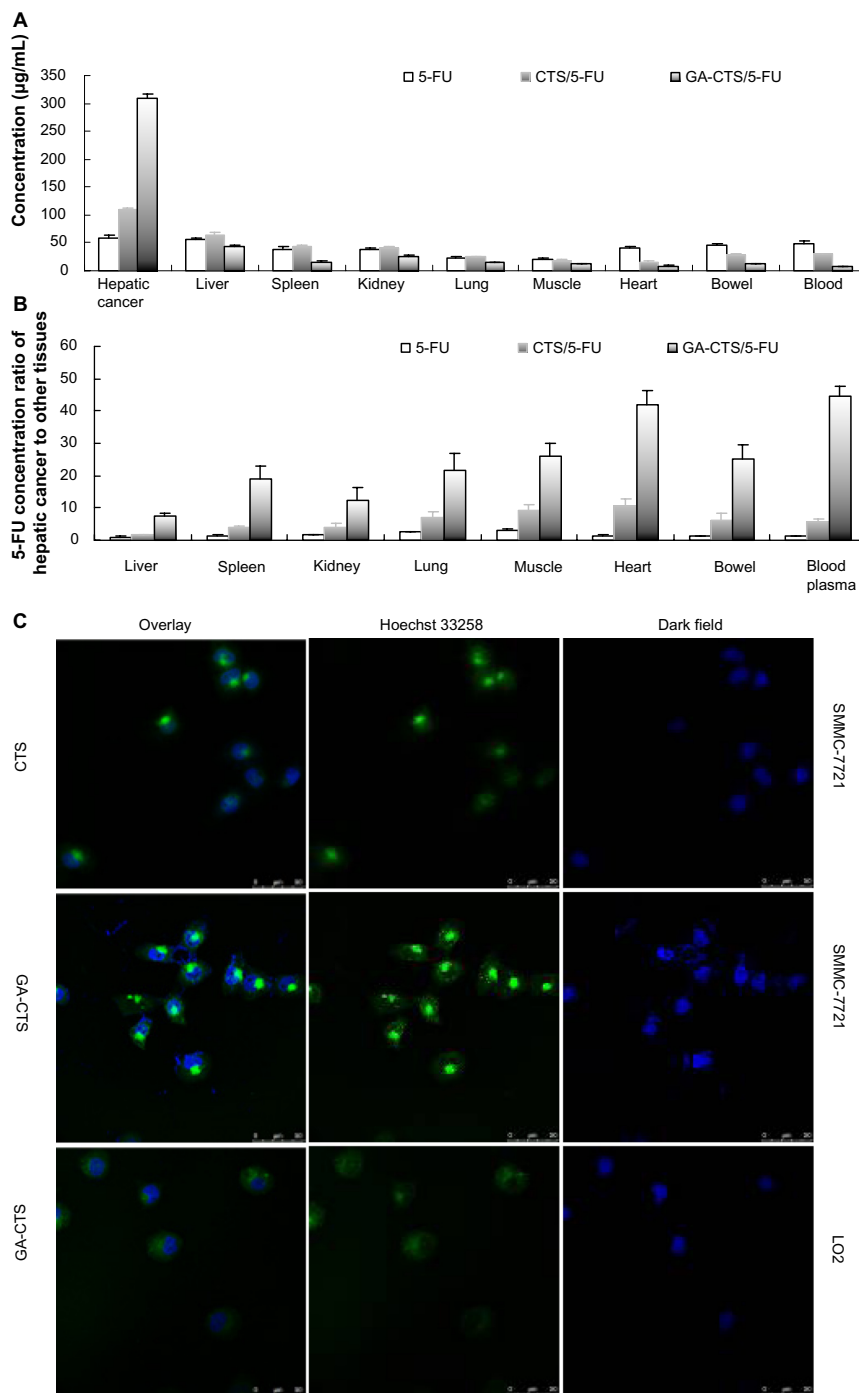 A
Concentration (µg/mL)
350
300
250
200
150
100
50
0
5-FU CTS/5-FU GA-CTS/5-FU
Hepatic cancer Liver Spleen Kidney Lung Muscle Heart Bowel Blood
B
5-FU concentration ratio of
hepatic cancer to other tissues
60
50
40
30
20
10
0
5-FU CTS/5-FU GA-CTS/5-FU
Liver Spleen Kidney Lung Muscle Heart Bowel Blood plasma
C
Overlay Hoechst 33258 Dark field
CTS
SMMC-7721
GA-CTS
SMMC-7721
GA-CTS
LO2